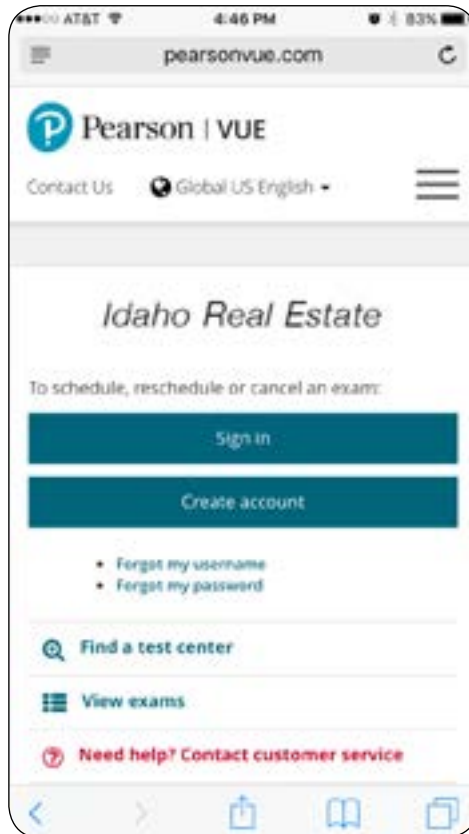 AT&T 4:46 PM 83%
pearsonvue.com
Pearson | VUE
Contact Us Global US English
Idaho Real Estate
To schedule, reschedule or cancel an exam:
Sign in
Create account
Forgot my username
Forgot my password
Find a test center
View exams
Need help? Contact customer service